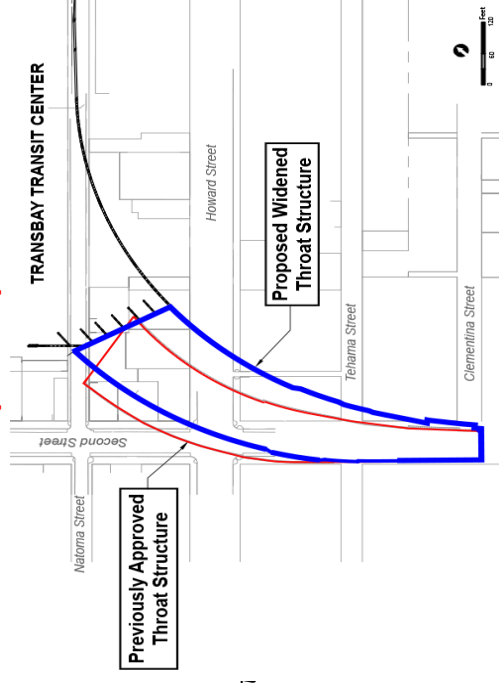 TRANSBAY TRANSIT CENTER
Howard Street
Proposed Widened
Throat Structure
Tehama Street
Clementina Street
Second Street
Natoma Street
Previously Approved
Throat Structure
Feet
0 60 120